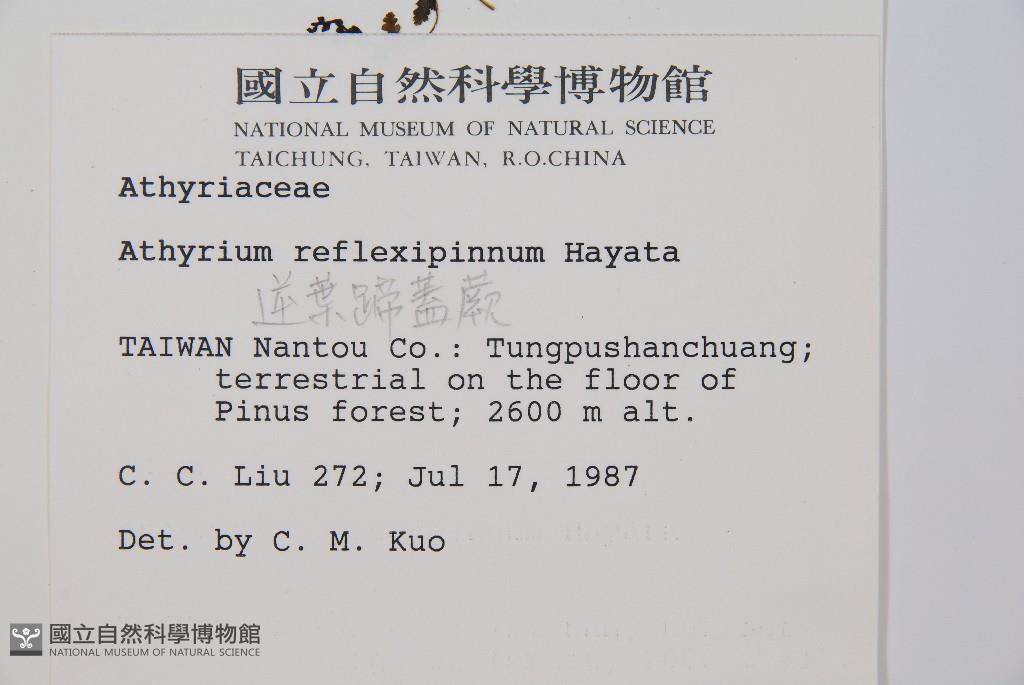 國立自然科學博物館
NATIONAL MUSEUM OF NATURAL SCIENCE
TAICHUNG, TAIWAN, R.O.CHINA
Athyriaceae
Athyrium reflexipinnum Hayata
逆葉蹄蓋蕨
TAIWAN Nantou Co.: Tungpushanchuang;
terrestrial on the floor of
Pinus forest; 2600 m alt.
C. C. Liu 272; Jul 17, 1987
Det. by C. M. Kuo
國立自然科學博物館
NATIONAL MUSEUM OF NATURAL SCIENCE